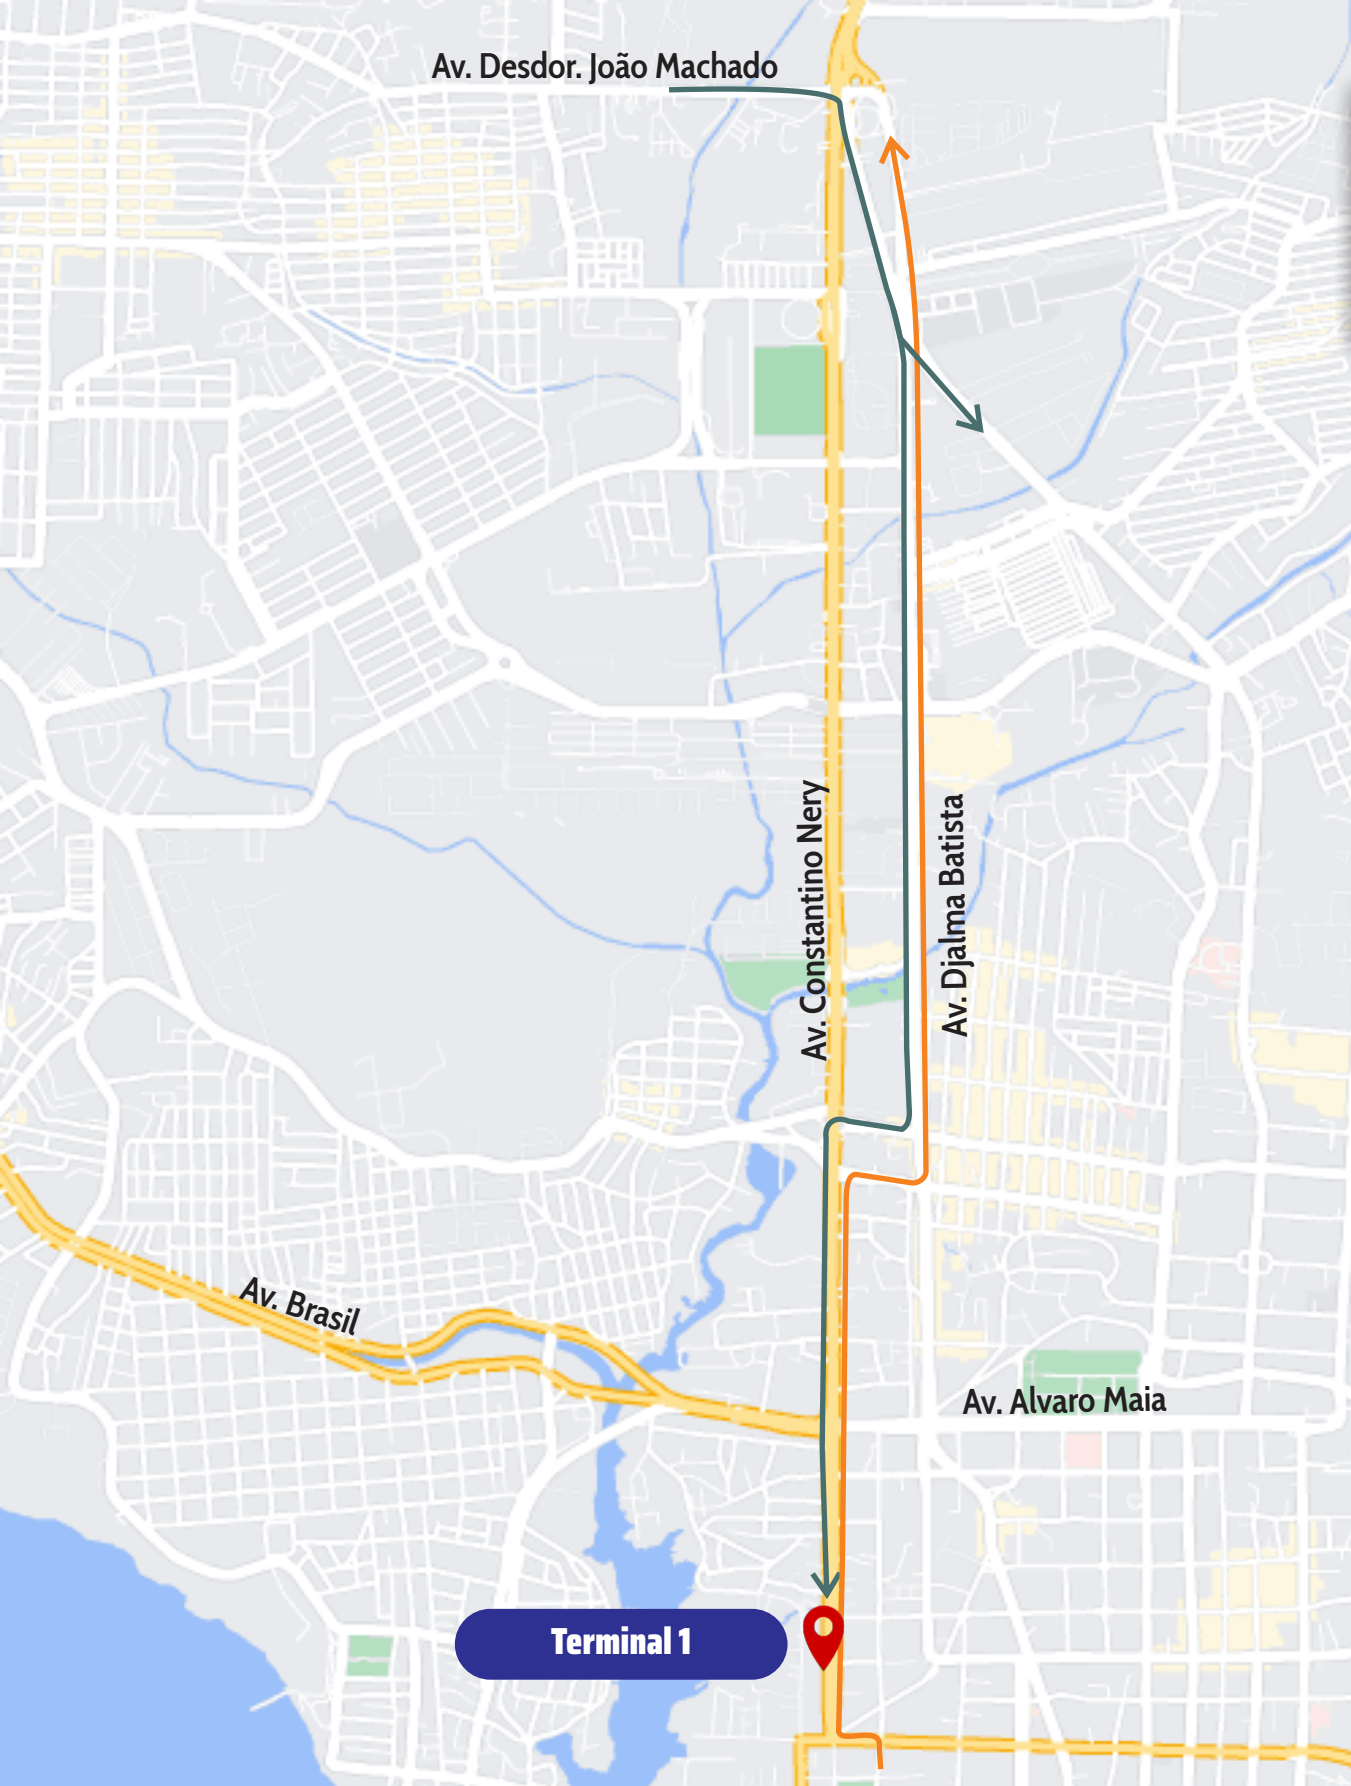 Av. Desdor. João Machado
Av. Constantino Nery
Av. Djalma Batista
Av. Brasil
Av. Alvaro Maia
Terminal 1